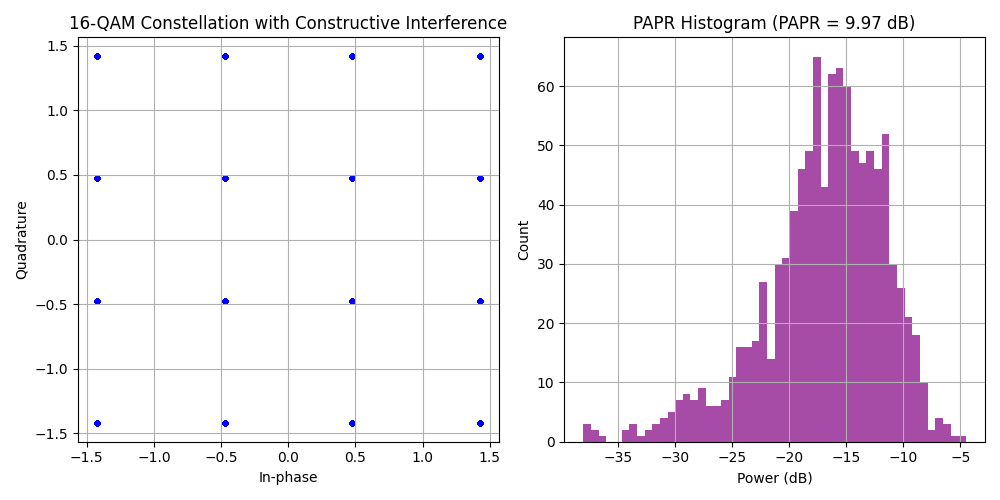 16-QAM Constellation with Constructive Interference
1.5
1.0
0.5
0.0
−0.5
−1.0
−1.5
Quadrature
−1.5 −1.0 −0.5 0.0 0.5 1.0 1.5
In-phase
PAPR Histogram (PAPR = 9.97 dB)
60
50
40
30
20
10
0
Count
−35 −30 −25 −20 −15 −10 −5
Power (dB)